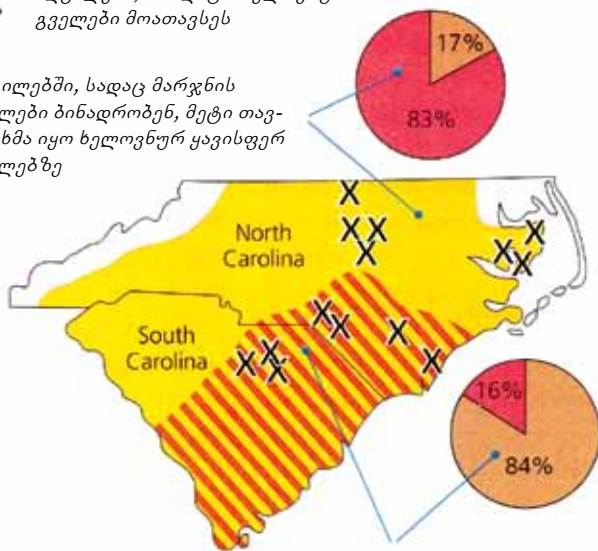 გველები მოათავსეს
17%
ილებში, სადაც მარჯნის
ლები ბინადრობენ, მეტი თავ-
83%
ხმა იყო ხელოვნურ ყავისფერ
ლებზე
North
Carolina
South
Carolina
16%
84%